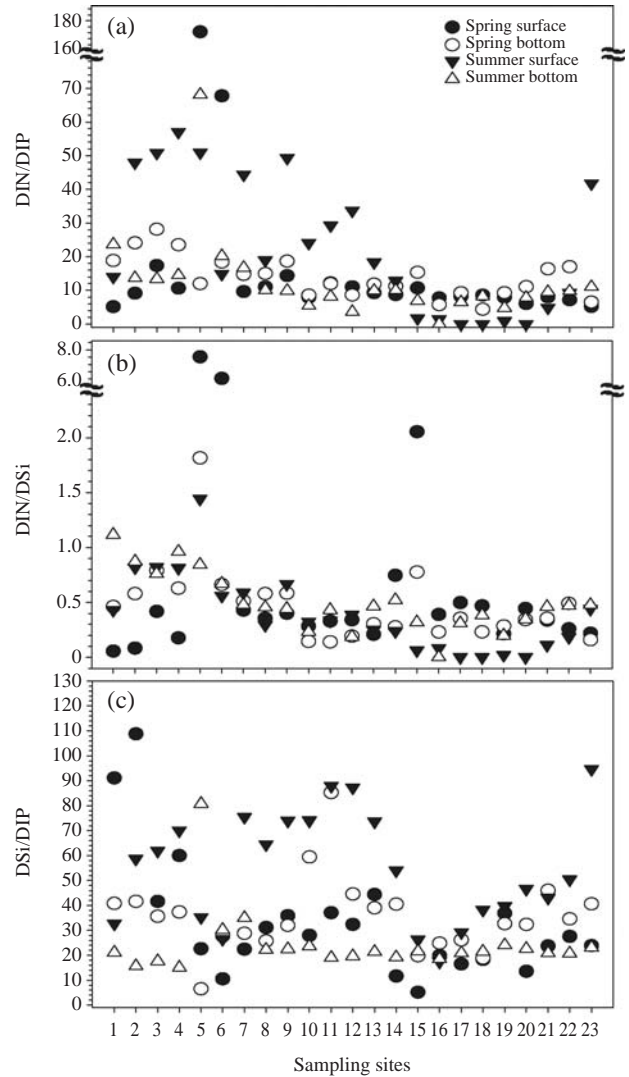 (a)
Spring surface
Spring bottom
Summer surface
Summer bottom
180
160
70
60
50
40
30
20
10
0
DIN/DIP
(b)
8.0
6.0
2.0
1.5
1.0
0.5
0
DIN/DSi
(c)
130
120
110
100
90
80
70
60
50
40
30
20
10
0
DSi/DIP
1 2 3 4 5 6 7 8 9 10 11 12 13 14 15 16 17 18 19 20 21 22 23
Sampling sites